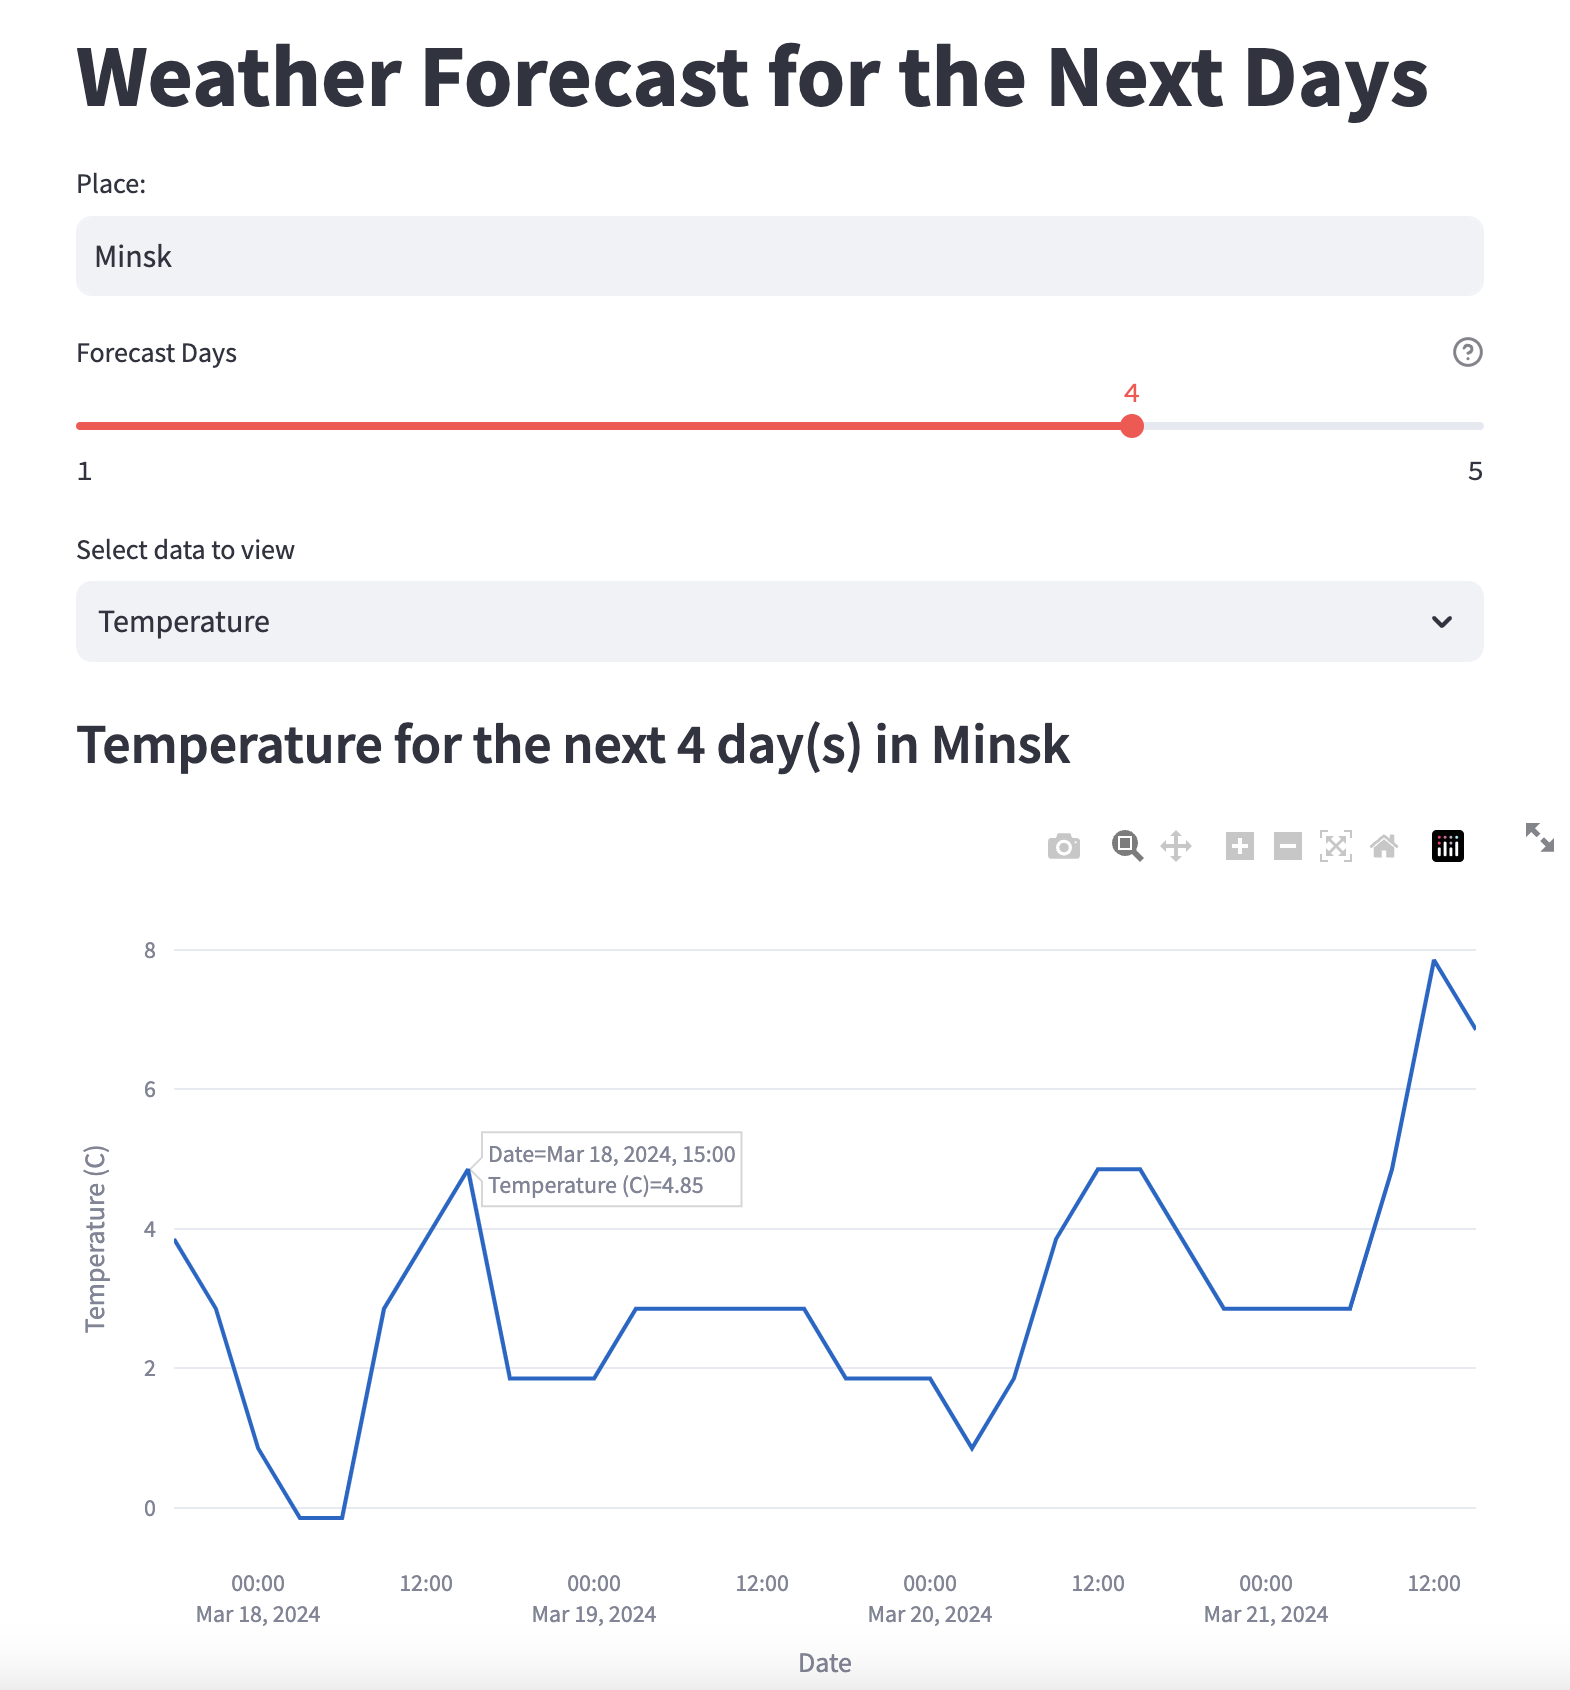 Weather Forecast for the Next Days
Place:
Minsk
Forecast Days
4
1 5
Select data to view
Temperature
Temperature for the next 4 day(s) in Minsk
8
6
Date=Mar 18, 2024, 15:00
Temperature (C)=4.85
Temperature (C)
4
2
0
00:00 12:00 00:00 12:00 00:00 12:00 00:00 12:00
Mar 18, 2024 Mar 19, 2024 Mar 20, 2024 Mar 21, 2024
Date